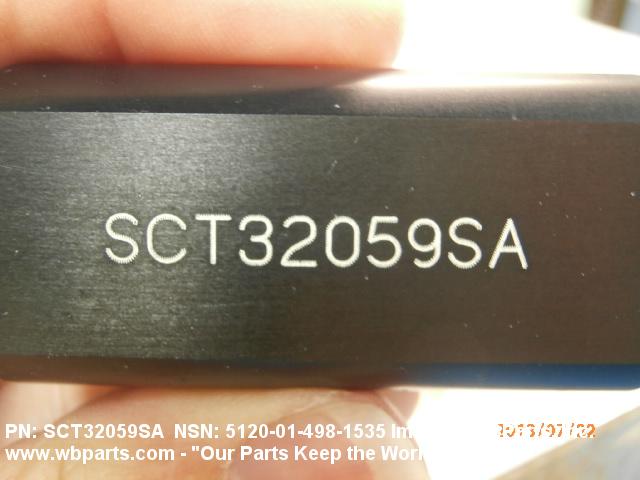 SCT32059SA
PN: SCT32059SA NSN: 5120-01-498-1535
www.wbparts.com - "Our Parts Keep the